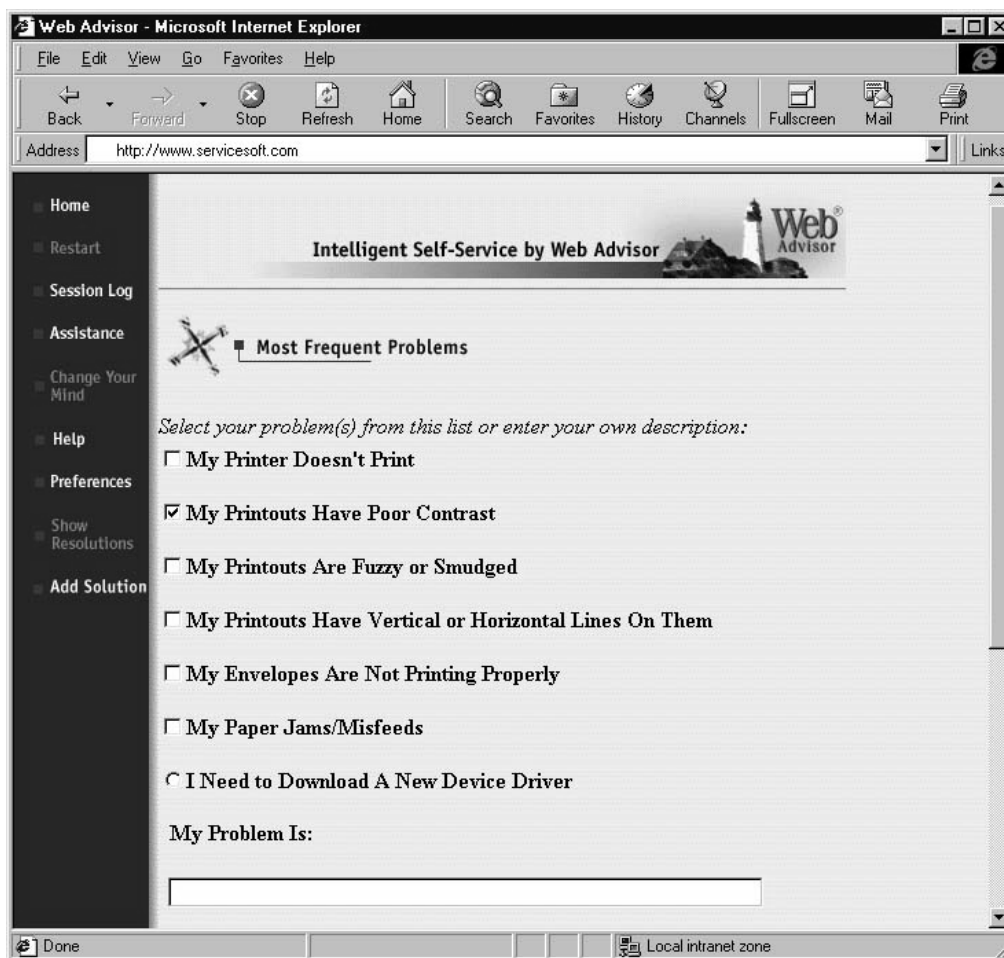 Web Advisor - Microsoft Internet Explorer
File Edit View Go Favorites Help
Back Forward Stop Refresh Home Search Favorites History Channels Fullscreen Mail Print
Address http://www.servicesoft.com Links
Home
Restart
Session Log
Assistance
Change Your
Mind
Help
Preferences
Show
Resolutions
Add Solution
Intelligent Self-Service by Web Advisor
Web®
Advisor
Most Frequent Problems
Select your problem(s) from this list or enter your own description:
My Printer Doesn't Print
My Printouts Have Poor Contrast
My Printouts Are Fuzzy or Smudged
My Printouts Have Vertical or Horizontal Lines On Them
My Envelopes Are Not Printing Properly
My Paper Jams/Misfeeds
I Need to Download A New Device Driver
My Problem Is:
Done Local intranet zone